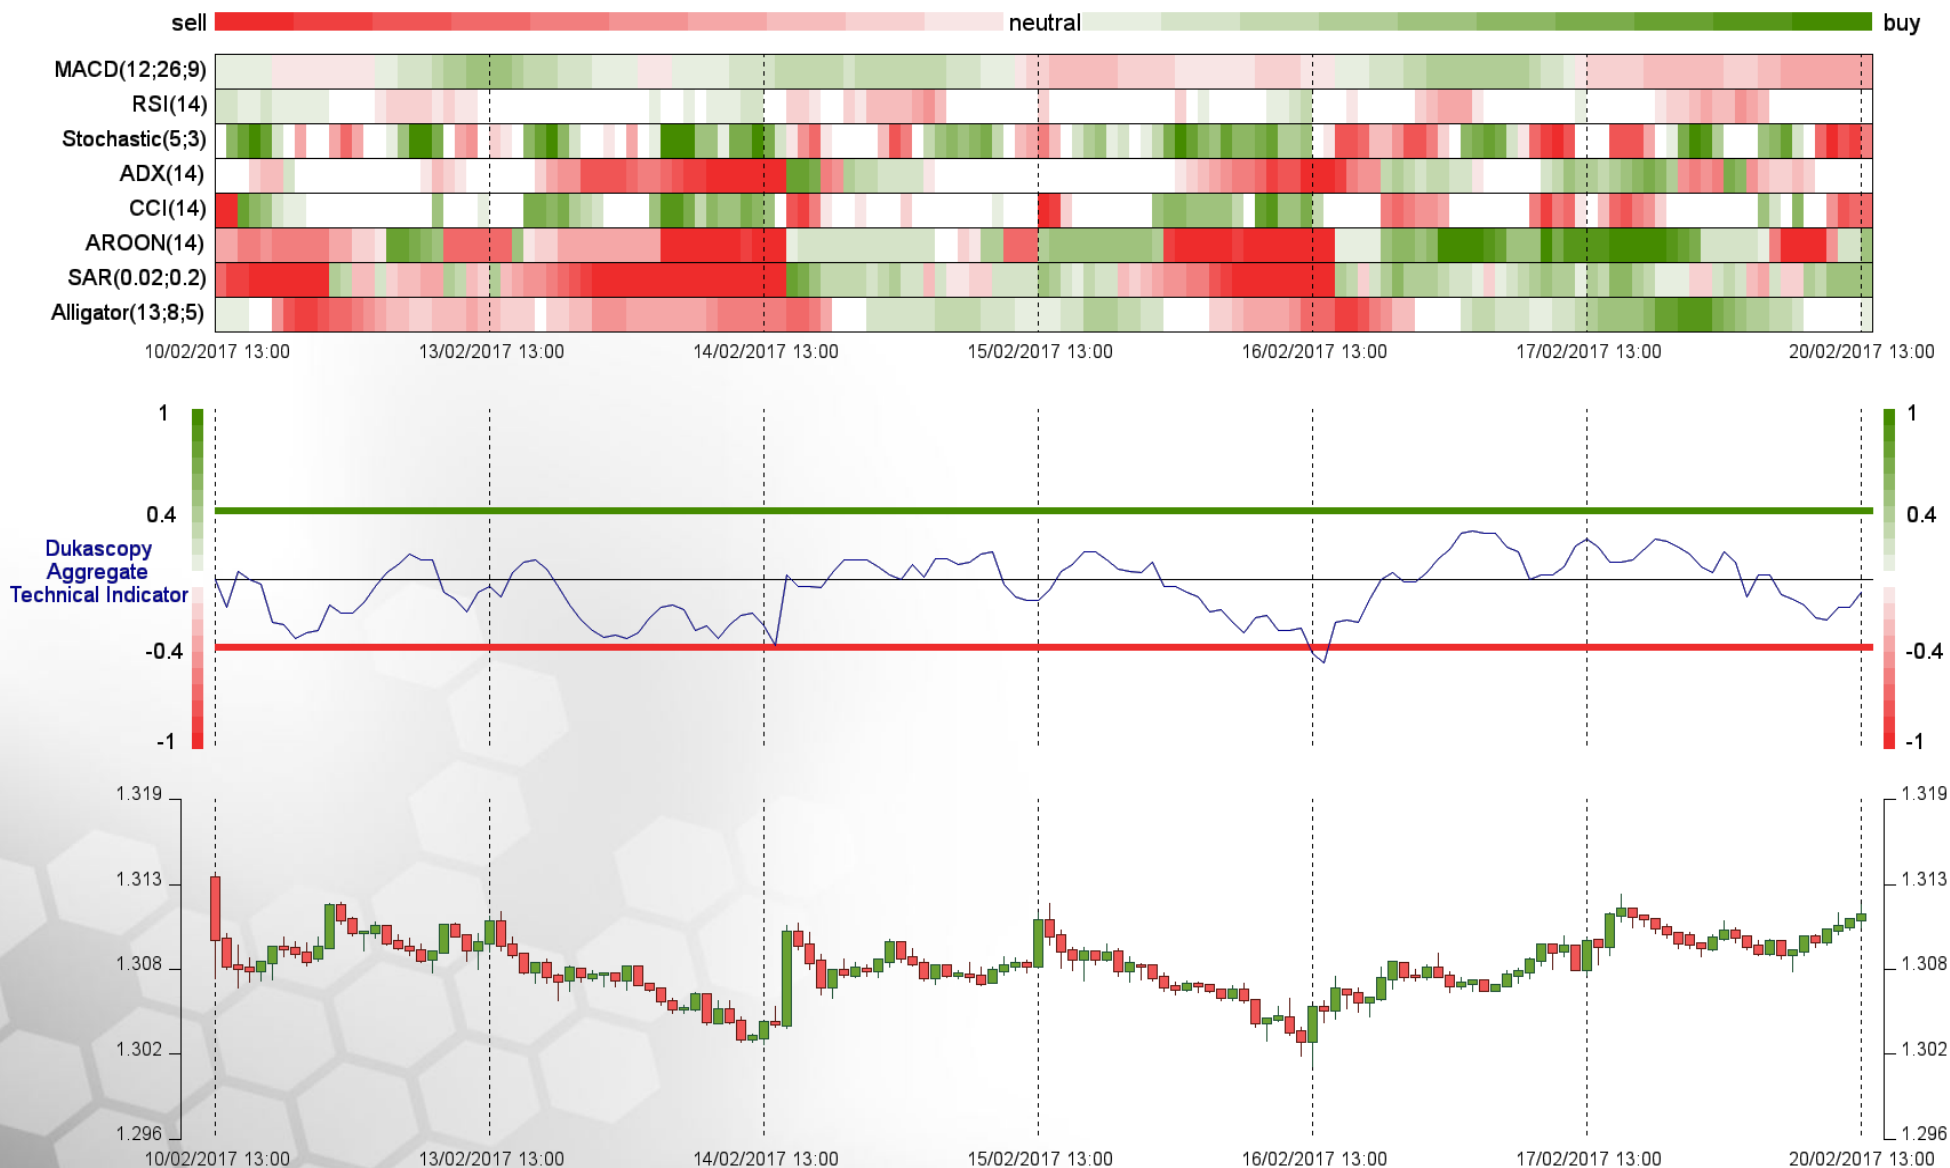 sell neutral buy
MACD(12;26;9)
RSI(14)
Stochastic(5;3)
ADX(14)
CCI(14)
AROON(14)
SAR(0.02;0.2)
Alligator(13;8;5)
10/02/2017 13:00 13/02/2017 13:00 14/02/2017 13:00 15/02/2017 13:00 16/02/2017 13:00 17/02/2017 13:00 20/02/2017 13:00
1 1
0.4 0.4
Dukascopy
Aggregate
Technical Indicator
-0.4 -0.4
-1 -1
1.319 1.319
1.313 1.313
1.308 1.308
1.302 1.302
1.296 1.296
10/02/2017 13:00 13/02/2017 13:00 14/02/2017 13:00 15/02/2017 13:00 16/02/2017 13:00 17/02/2017 13:00 20/02/2017 13:00